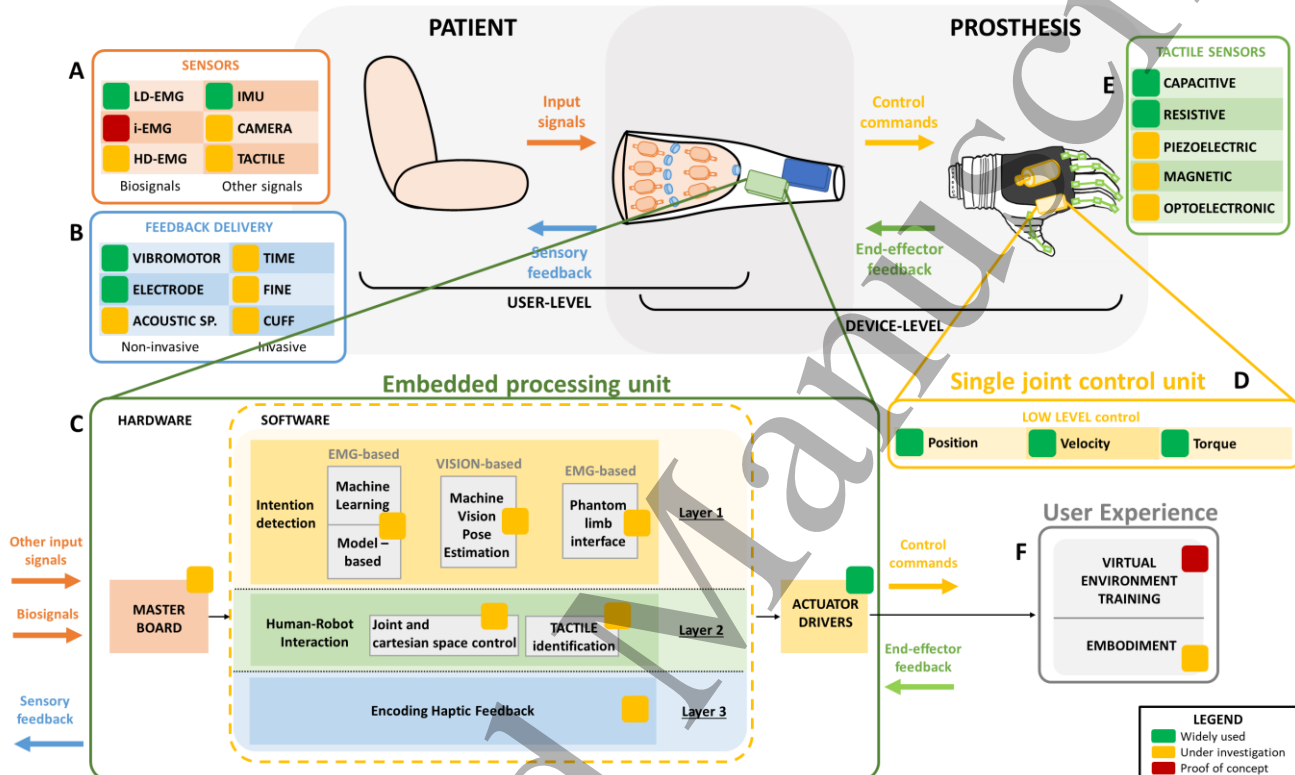 PATIENT
PROSTHESIS
A
SENSORS
LD-EMG
IMU
i-EMG
CAMERA
HD-EMG
TACTILE
Biosignals
Other signals
B
FEEDBACK DELIVERY
VIBROMOTOR
TIME
ELECTRODE
FINE
ACOUSTIC SP.
CUFF
Non-invasive
Invasive
Input
signals
Sensory
feedback
Control
commands
End-effector
feedback
USER-LEVEL
DEVICE-LEVEL
E
TACTILE SENSORS
CAPACITIVE
RESISTIVE
PIEZOELECTRIC
MAGNETIC
OPTOELECTRONIC
Embedded processing unit
C
HARDWARE
SOFTWARE
Other input
signals
Biosignals
Sensory
feedback
MASTER
BOARD
Intention
detection
EMG-based
Machine
Learning
Model –
based
VISION-based
Machine
Vision
Pose
Estimation
EMG-based
Phantom
limb
interface
Layer 1
Human-Robot
Interaction
Joint and
cartesian space control
TACTILE
identification
Layer 2
Encoding Haptic Feedback
Layer 3
ACTUATOR
DRIVERS
Control
commands
End-effector
feedback
Single joint control unit
D
LOW LEVEL control
Position
Velocity
Torque
User Experience
F
VIRTUAL
ENVIRONMENT
TRAINING
EMBODIMENT
LEGEND
Widely used
Under investigation
Proof of concept
d Manuscri